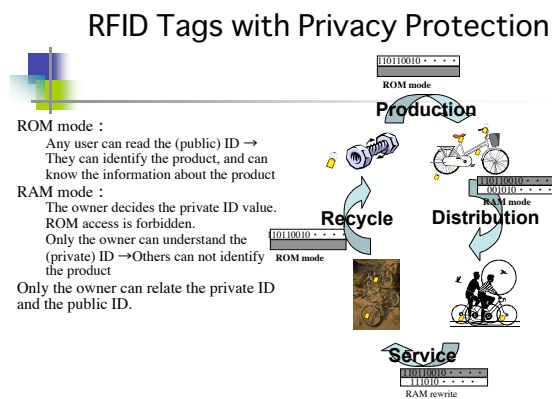 RFID Tags with Privacy Protection
110110010 ・・・・
ROM mode
Production
ROM mode：
Any user can read the (public) ID →
They can identify the product, and can
know the information about the product
RAM mode：
The owner decides the private ID value.
ROM access is forbidden.
Only the owner can understand the
(private) ID →Others can not identify
the product
Only the owner can relate the private ID
and the public ID.
110110010 ・・・・
001010 ・・・・
RAM mode
Distribution
Recycle
110110010 ・・・・
ROM mode
Service
110110010 ・・・・
111010 ・・・・
RAM rewrite